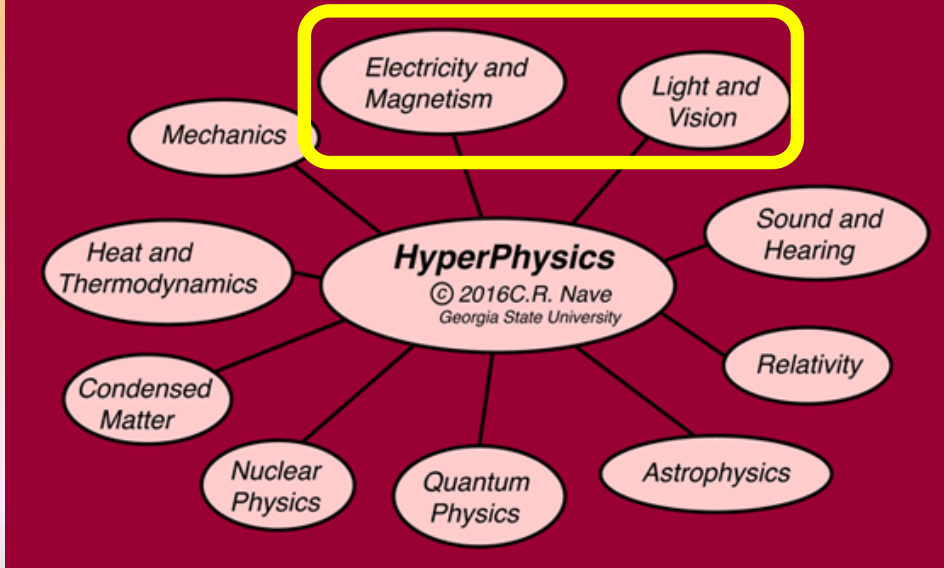 Electricity and
Magnetism
Light and
Vision
Mechanics
Sound and
Hearing
Heat and
Thermodynamics
HyperPhysics
© 2016C.R. Nave
Georgia State University
Relativity
Condensed
Matter
Nuclear
Physics
Quantum
Physics
Astrophysics